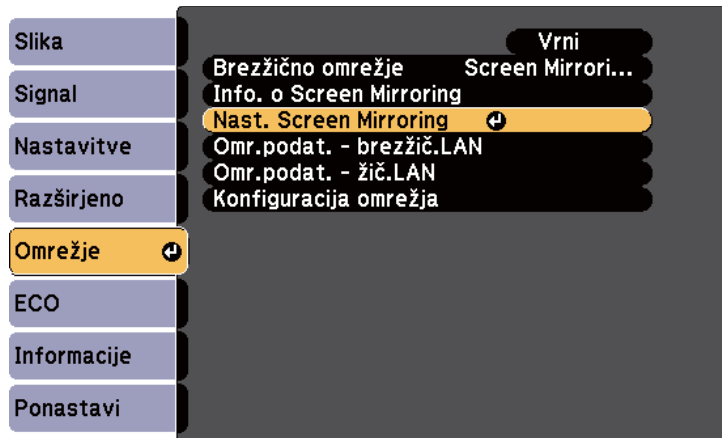 Slika
Signal
Nastavitve
Razširjeno
Omrežje
ECO
Informacije
Ponastavi
Vrni
Brezžično omrežje Screen Mirrori...
Info. o Screen Mirroring
Nast. Screen Mirroring
Omr.podat. - brezžič.LAN
Omr.podat. - žič.LAN
Konfiguracija omrežja